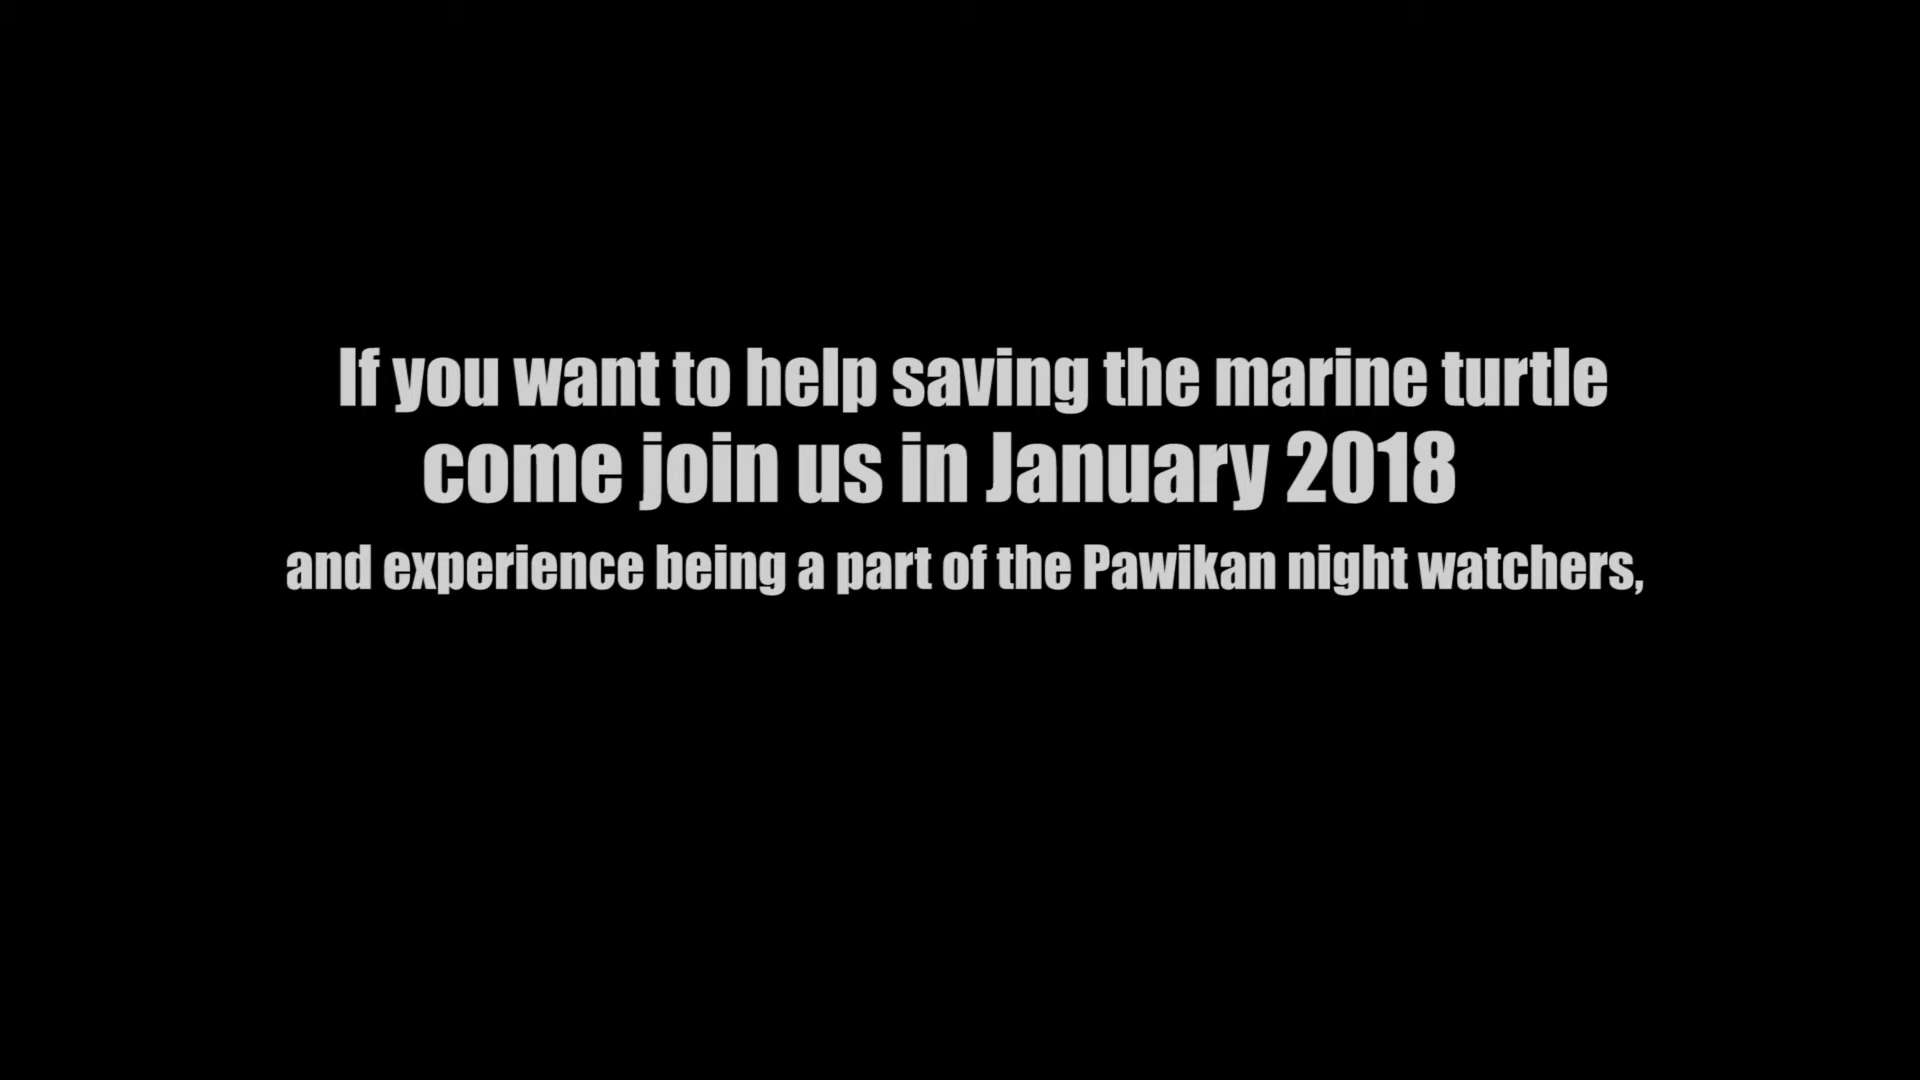 If you want to help saving the marine turtle
come join us in January 2018
and experience being a part of the Pawikan night watchers,